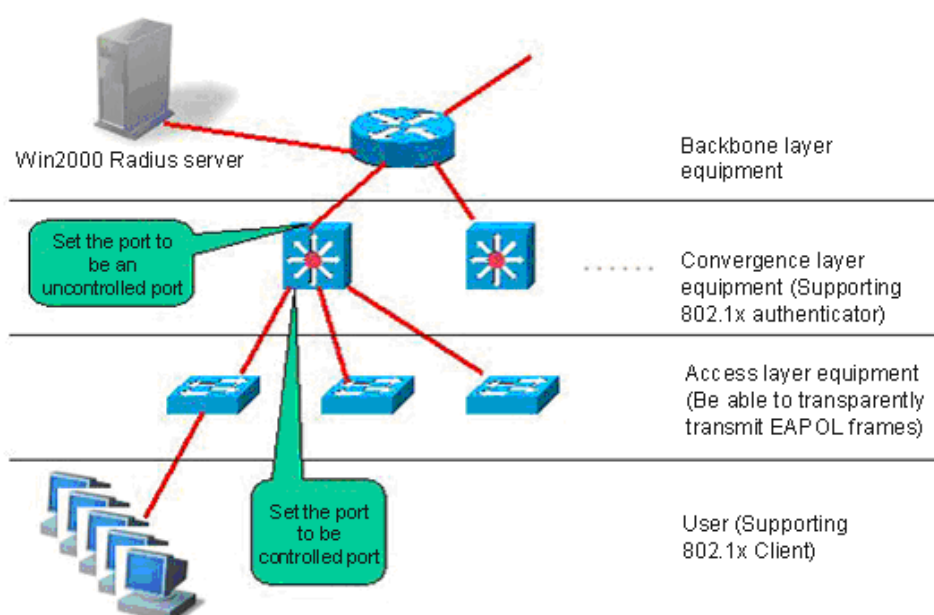 Win2000 Radius server
Backbone layer
equipment
Set the port to
be an
uncontrolled port
Convergence layer
equipment (Supporting
802.1x authenticator)
Access layer equipment
(Be able to transparently
transmit EAPOL frames)
Set the port
to be
controlled port
User (Supporting
802.1x Client)